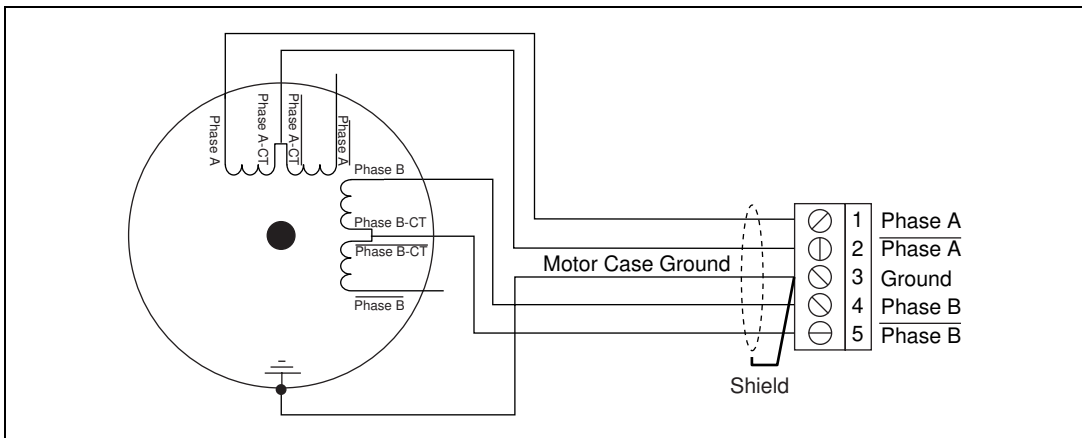 Phase A
Phase A-CT
Phase A-CT
Phase A
Phase B
Phase B-CT
Phase B-CT
Phase B
Motor Case Ground
Shield
1 Phase A
2 Phase A
3 Ground
4 Phase B
5 Phase B